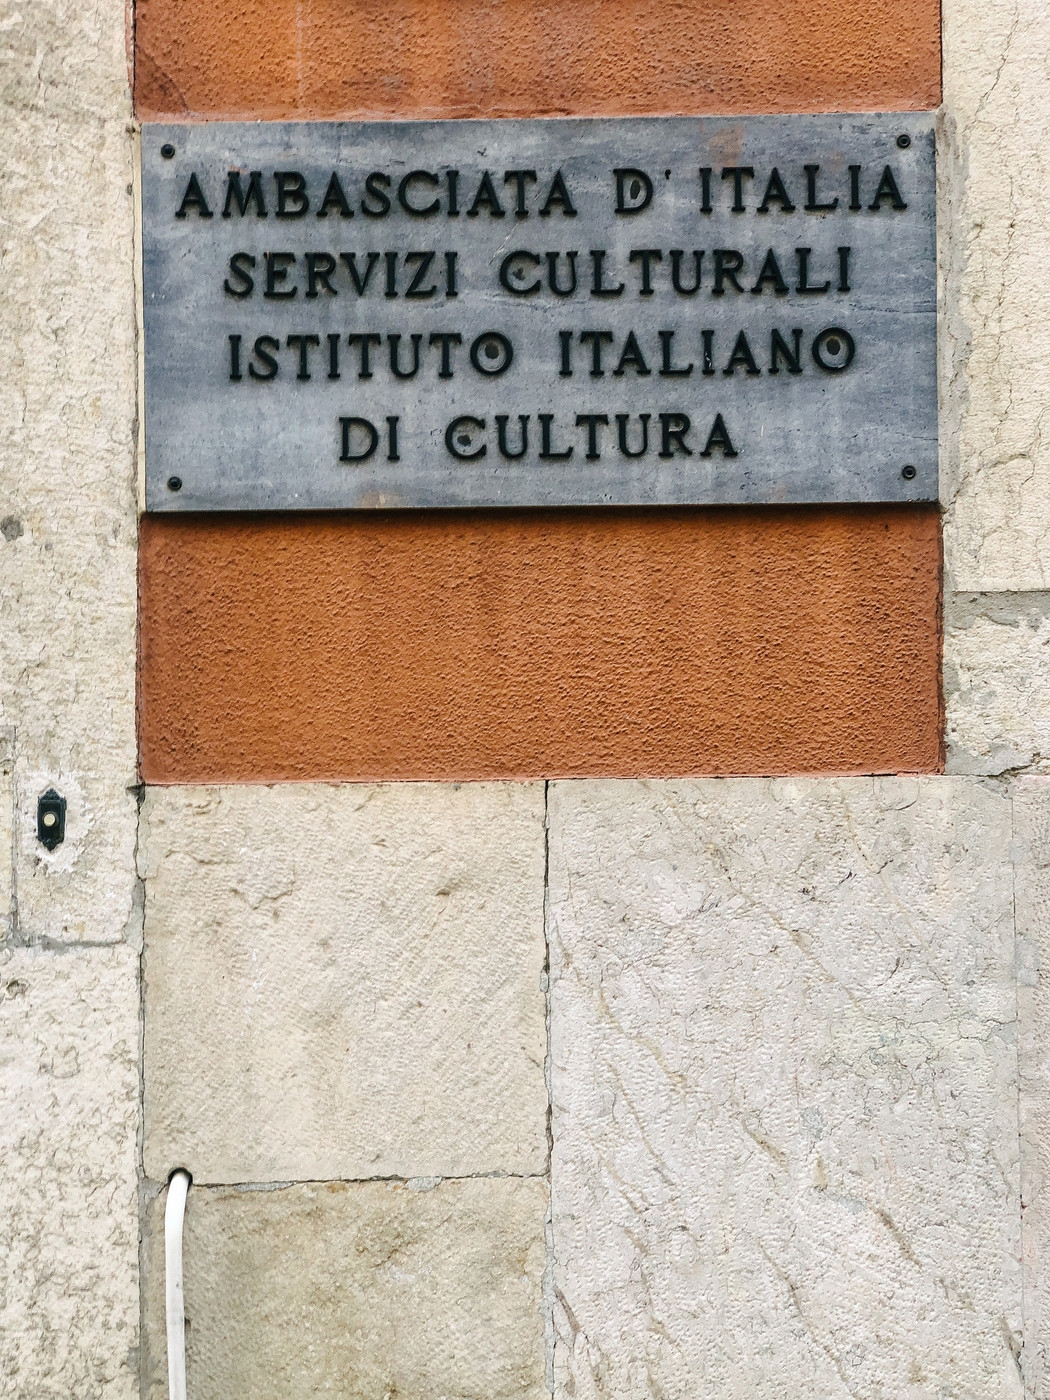 AMBASCIATA D'ITALIA
SERVIZI CULTURALI
ISTITUTO ITALIANO
DI CULTURA